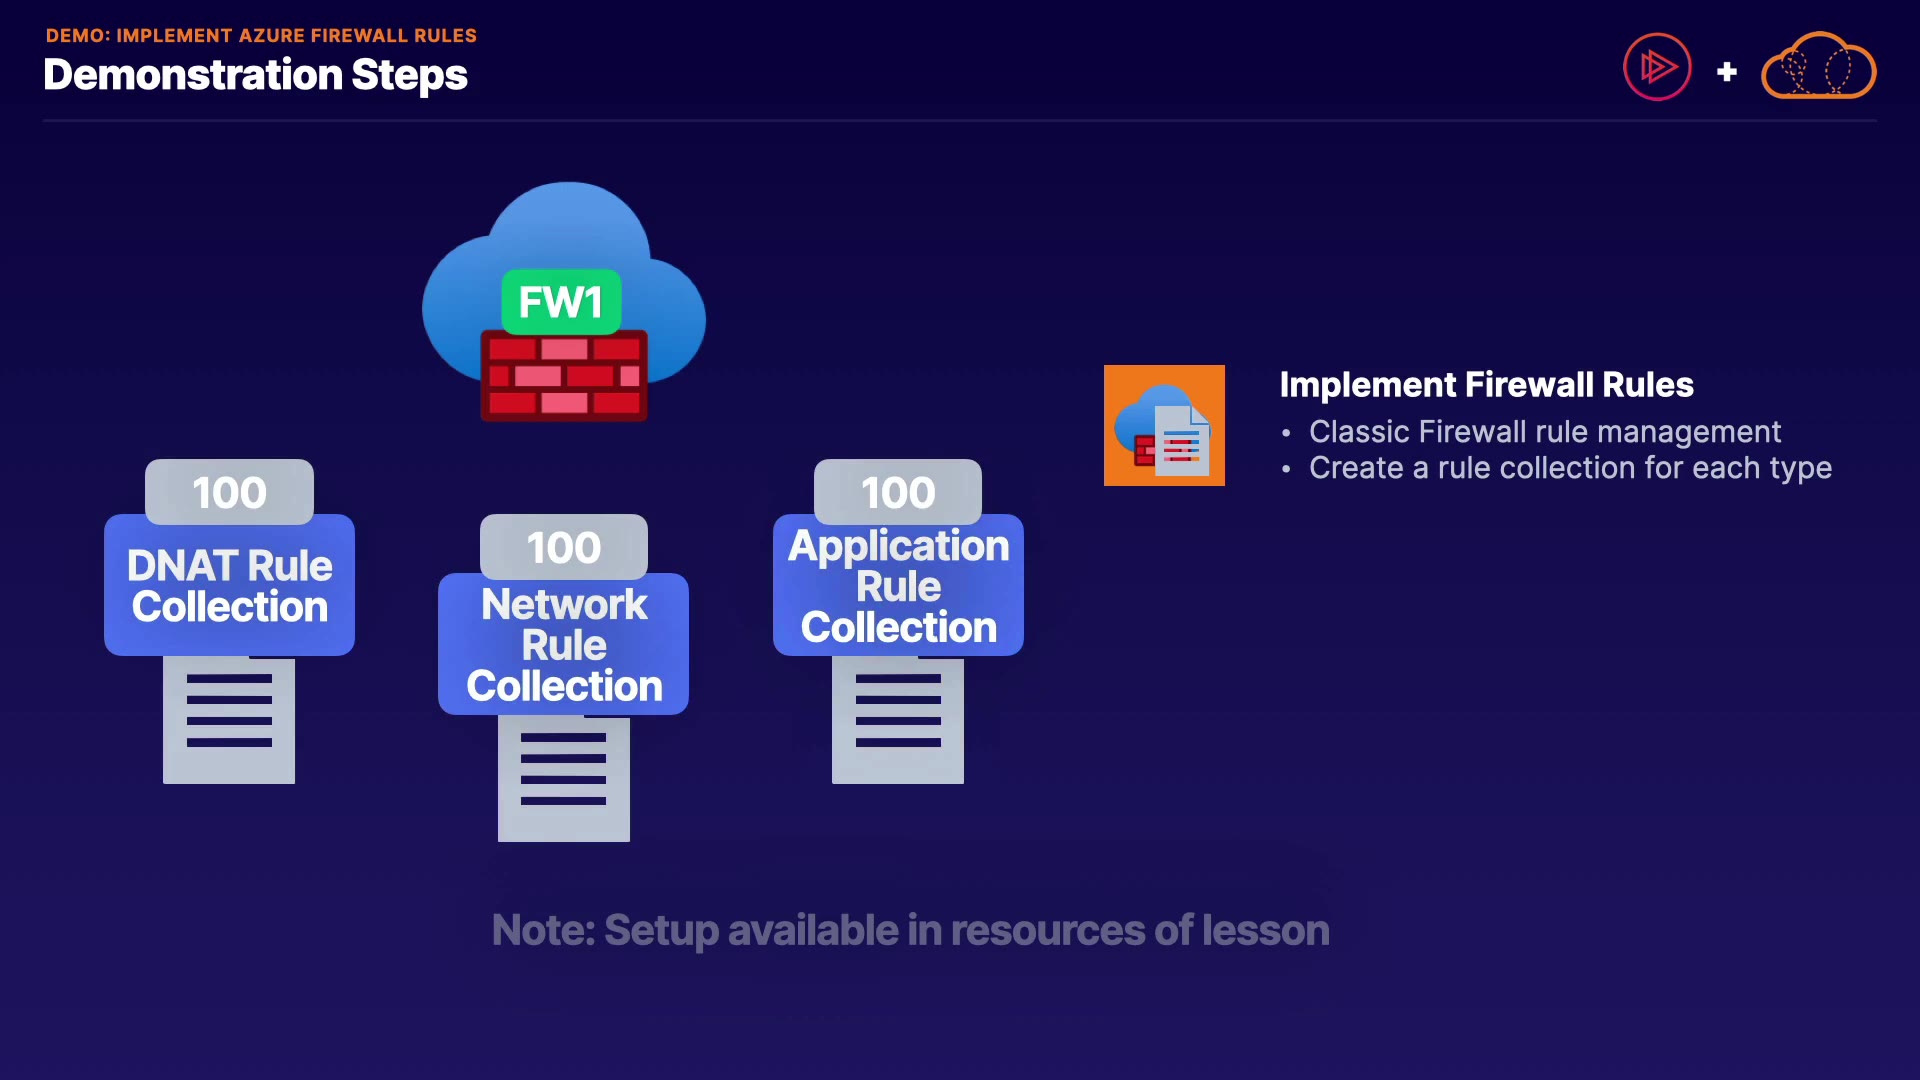 DEMO: IMPLEMENT AZURE FIREWALL RULES
Demonstration Steps
FW1
100
DNAT Rule
Collection
100
Network
Rule
Collection
100
Application
Rule
Collection
Implement Firewall Rules
• Classic Firewall rule management
• Create a rule collection for each type
Note: Setup available in resources of lesson